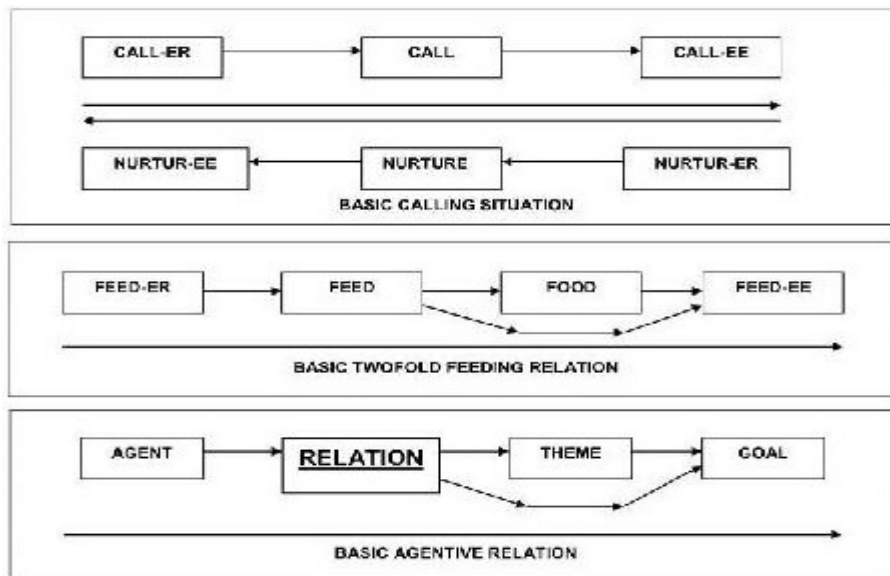 CALL-ER CALL CALL-EE
NURTUR-EE NURTURE NURTUR-ER
BASIC CALLING SITUATION
FEED-ER FEED FOOD FEED-EE
BASIC TWOFOLD FEEDING RELATION
AGENT RELATION THEME GOAL
BASIC AGENTIVE RELATION